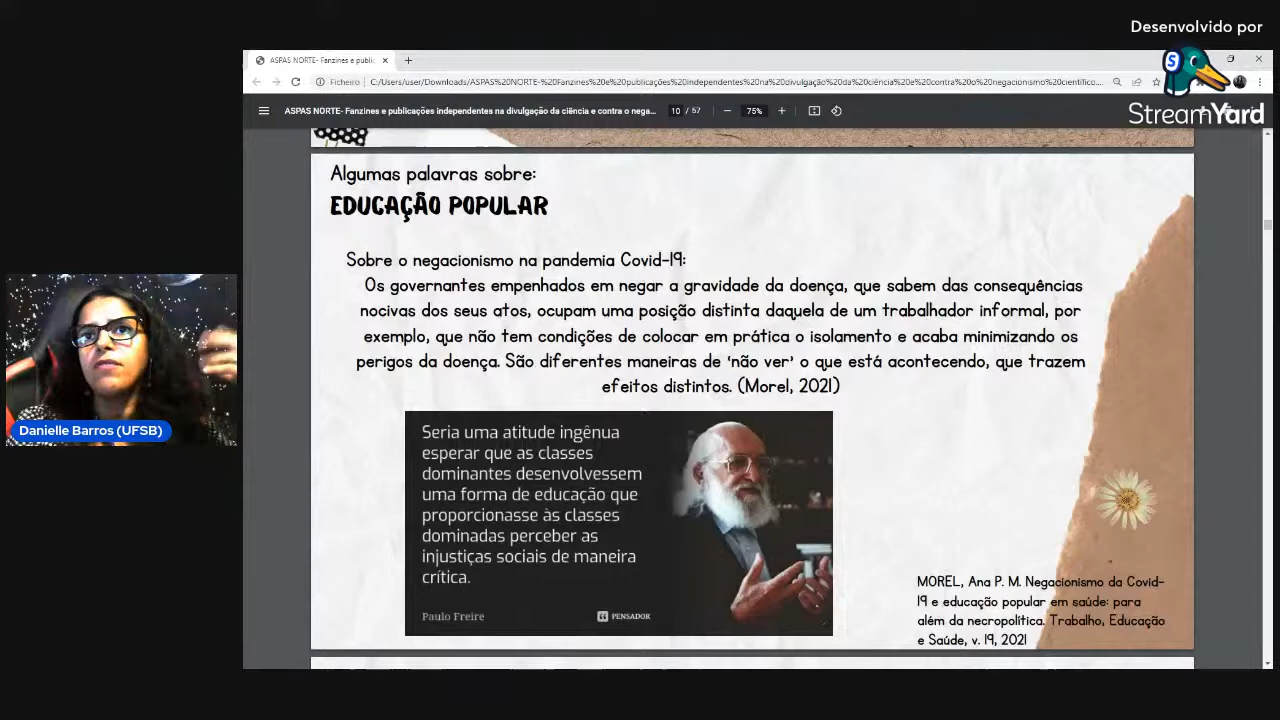 Desenvolvido por
StreamYard
ASPAS NORTE- Fanzines e public
Ficheiro
C:/Users/user/Downloads/ASPAS%20NORTE-%20Fanzines%20e%20publicações%20independentes%20na%20divulgação%20da%20ciência%20e%20contra%20o%20negacionismo%20científico....
ASPAS NORTE- Fanzines e publicações independentes na divulgação da ciência e contra o nega...
10 / 57
75%
Algumas palavras sobre:
EDUCAÇÃO POPULAR
Sobre o negacionismo na pandemia Covid-19:
Os governantes empenhados em negar a gravidade da doença, que sabem das consequências
nocivas dos seus atos, ocupam uma posição distinta daquela de um trabalhador informal, por
exemplo, que não tem condições de colocar em prática o isolamento e acaba minimizando os
perigos da doença. São diferentes maneiras de 'não ver' o que está acontecendo, que trazem
efeitos distintos. (Morel, 2021)
Seria uma atitude ingênua
esperar que as classes
dominantes desenvolvessem
uma forma de educação que
proporcionasse às classes
dominadas perceber as
injustiças sociais de maneira
crítica.
Paulo Freire
PENSADOR
MOREL, Ana P. M. Negacionismo da Covid-
19 e educação popular em saúde: para
além da necropolítica. Trabalho, Educação
e Saúde, v. 19, 2021
Danielle Barros (UFSB)